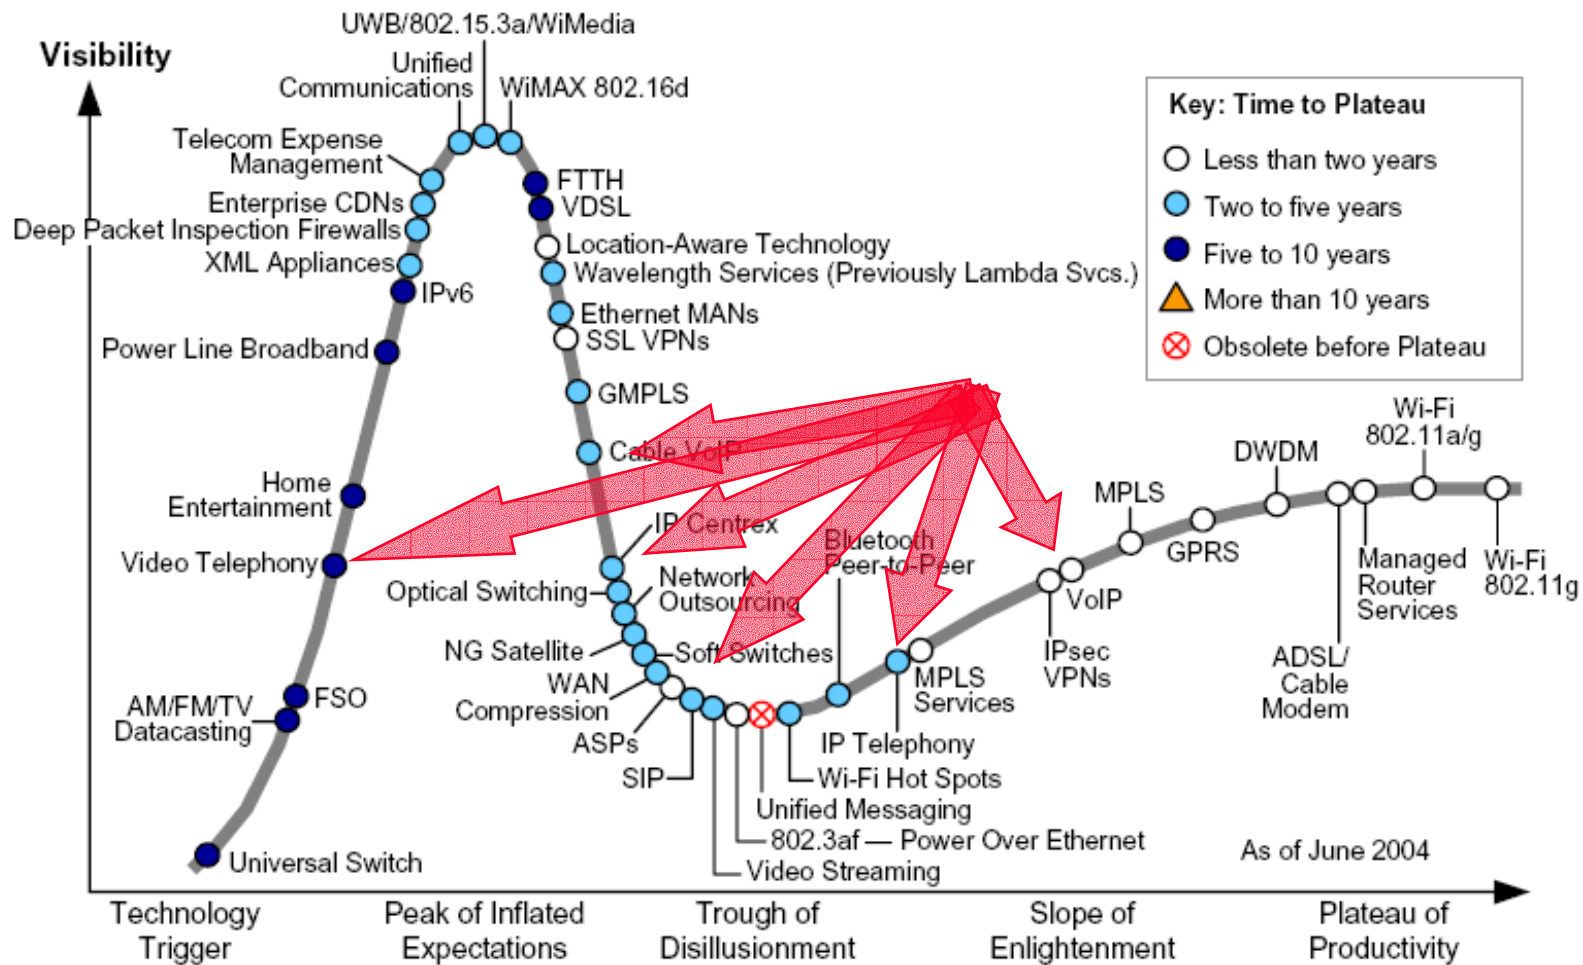 UWB/802.15.3a/WiMedia
Visibility
Unified
Communications
WiMAX 802.16d
Telecom Expense
Management
Enterprise CDNs
Deep Packet Inspection Firewalls
XML Appliances
IPv6
Power Line Broadband
Home
Entertainment
Video Telephony
FSO
AM/FM/TV
Datacasting
Universal Switch
FTTH
VDSL
Location-Aware Technology
Wavelength Services (Previously Lambda Svcs.)
Ethernet MANs
SSL VPNs
GMPLS
Cable VoIP
IP Centrex
Optical Switching
Network
Outsourcing
NG Satellite
Soft Switches
WAN
Compression
ASPs
SIP
Video Streaming
802.3af — Power Over Ethernet
Unified Messaging
Wi-Fi Hot Spots
Bluetooth
Peer-to-Peer
IP Telephony
MPLS
Services
IPsec
VPNs
VoIP
MPLS
GPRS
DWDM
ADSL/
Cable
Modem
Managed
Router
Services
Wi-Fi
802.11a/g
Wi-Fi
802.11g
Key: Time to Plateau
Less than two years
Two to five years
Five to 10 years
More than 10 years
Obsolete before Plateau
As of June 2004
Technology
Trigger
Peak of Inflated
Expectations
Trough of
Disillusionment
Slope of
Enlightenment
Plateau of
Productivity